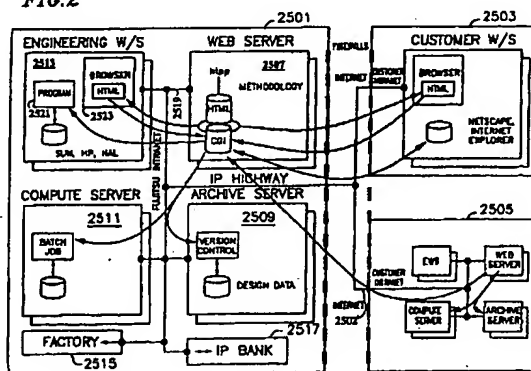 FIG.2
2501
2503
ENGINEERING W/S
WEB SERVER
FIREWALLS
CUSTOMER W/S
2513
2507
BROWSER
HTML
http
METHODOLOGY
INTERNET
CUSTOMER INTRANET
BROWSER
HTML
PROGRAM
2521
2523
2519
HTML
CGI
NETSCAPE, INTERNET EXPLORER
SUN, HP, HAL
FUJITSU INTRANET
IP HIGHWAY
COMPUTE SERVER
ARCHIVE SERVER
2505
2511
2509
BATCH JOB
VERSION CONTROL
EWS
WEB SERVER
DESIGN DATA
CUSTOMER INTRANET
COMPUTE SERVER
ARCHIVE SERVER
INTERNET
2502
2517
FACTORY
IP BANK
2515